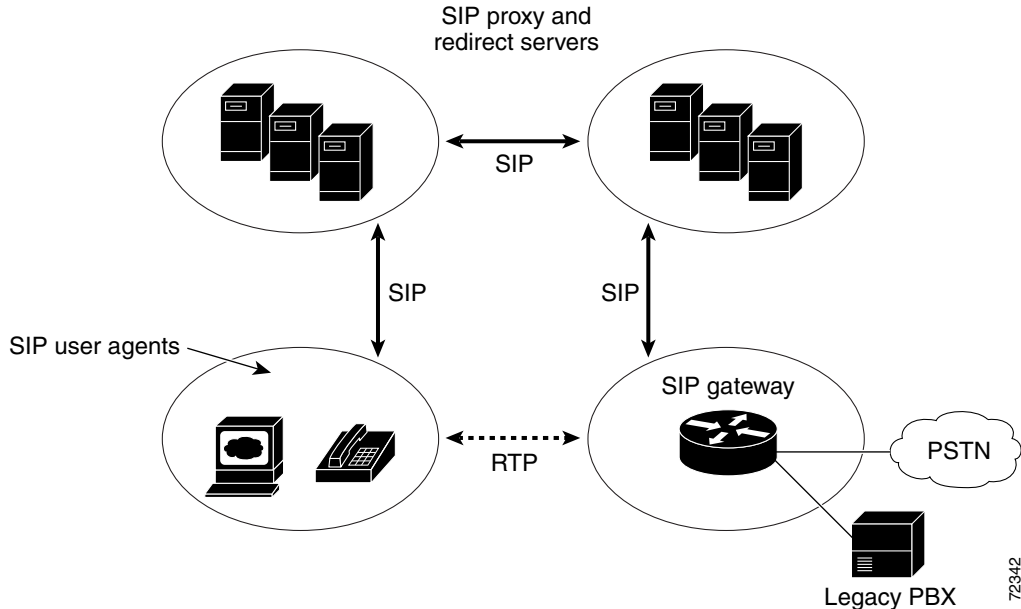 SIP proxy and
redirect servers
SIP
SIP
SIP
SIP user agents
SIP gateway
RTP
PSTN
Legacy PBX
72342